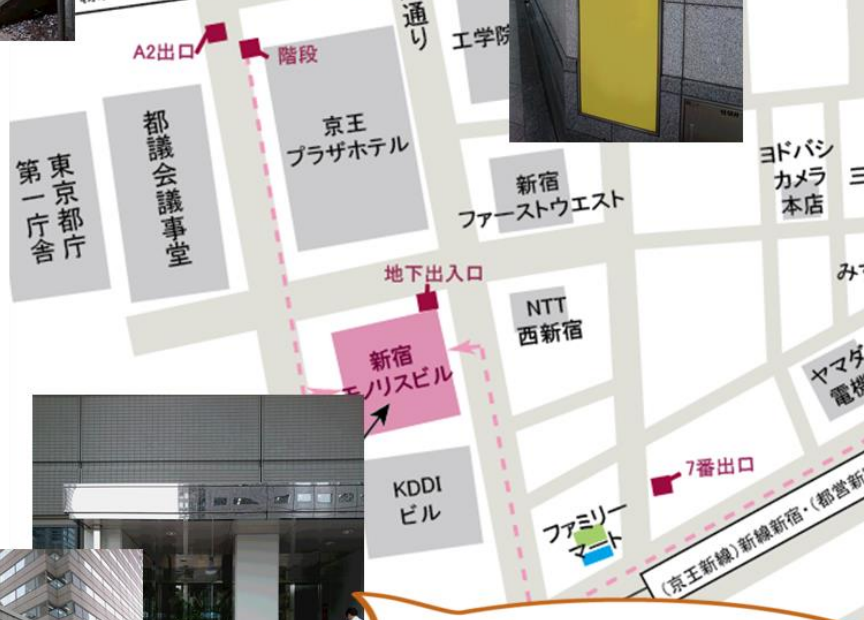 通り
工学院
A2出口
階段
京王
プラザホテル
都議会議事堂
東京都庁
第一庁舎
新宿
ファーストウエスト
ヨドバシ
カメラ
本店
地下出入口
NTT
西新宿
新宿
モノリスビル
ヤマダ
電機
KDDI
ビル
7番出口
ファミリー
マート
(京王新線)新線新宿・(都営新